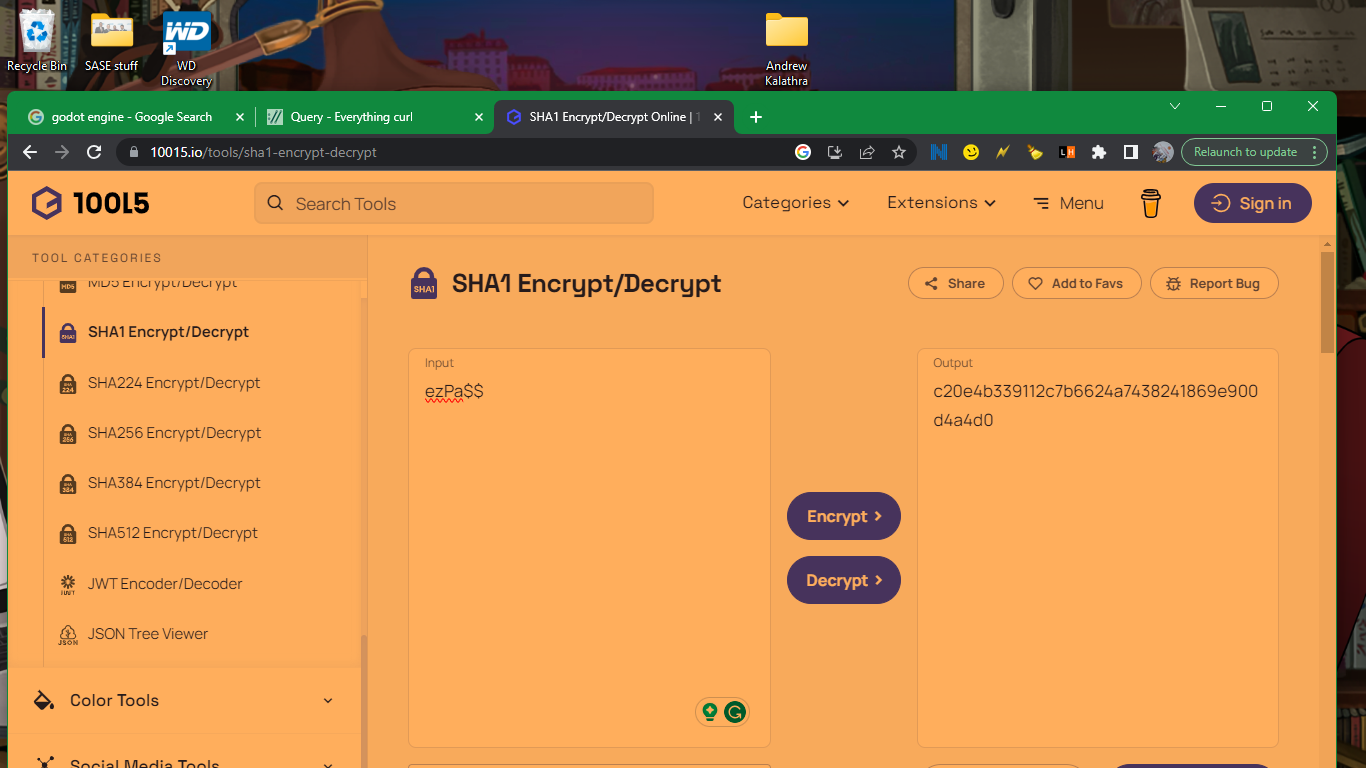 Recycle Bin
SASE stuff
WD
Discovery
Andrew
Kalathra
godot engine - Google Search
Query - Everything curl
SHA1 Encrypt/Decrypt Online | 1
10015.io/tools/sha1-encrypt-decrypt
Relaunch to update
10015
Search Tools
Categories
Extensions
Menu
Sign in
TOOL CATEGORIES
MD5 Encrypt/Decrypt
SHA1 Encrypt/Decrypt
SHA224 Encrypt/Decrypt
SHA256 Encrypt/Decrypt
SHA384 Encrypt/Decrypt
SHA512 Encrypt/Decrypt
JWT Encoder/Decoder
JSON Tree Viewer
Color Tools
Social Media Tools
SHA1
SHA1 Encrypt/Decrypt
Share
Add to Favs
Report Bug
Input
ezPa$$
Encrypt
Decrypt
Output
c20e4b339112c7b6624a7438241869e900
d4a4d0